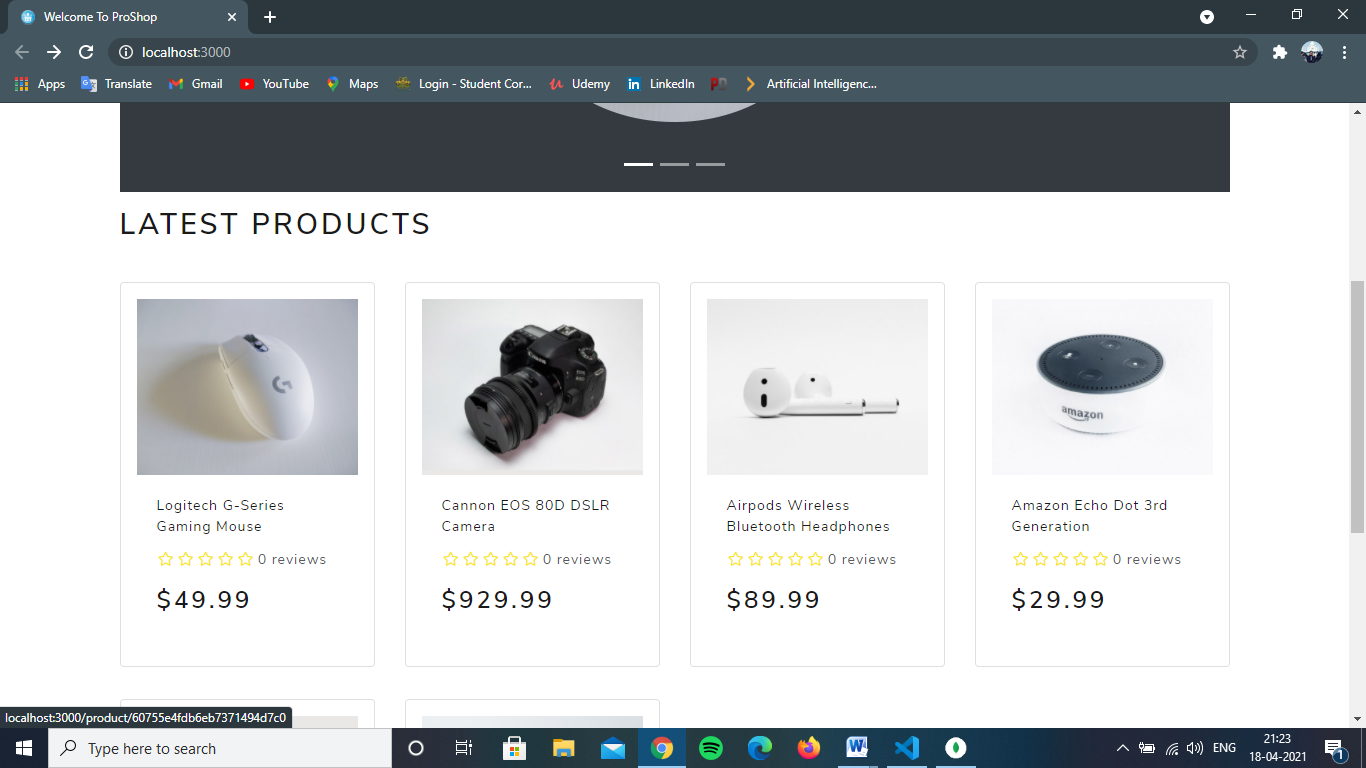 Welcome To ProShop
localhost:3000
Apps
Translate
Gmail
YouTube
Maps
Login - Student Cor...
Udemy
LinkedIn
Artificial Intelligenc...
LATEST PRODUCTS
amazon
Logitech G-Series
Gaming Mouse
0 reviews
$49.99
Cannon EOS 80D DSLR
Camera
0 reviews
$929.99
Airpods Wireless
Bluetooth Headphones
0 reviews
$89.99
Amazon Echo Dot 3rd
Generation
0 reviews
$29.99
localhost:3000/product/60755e4fdb6eb7371494d7c0
Type here to search
ENG
21:23
18-04-2021
1